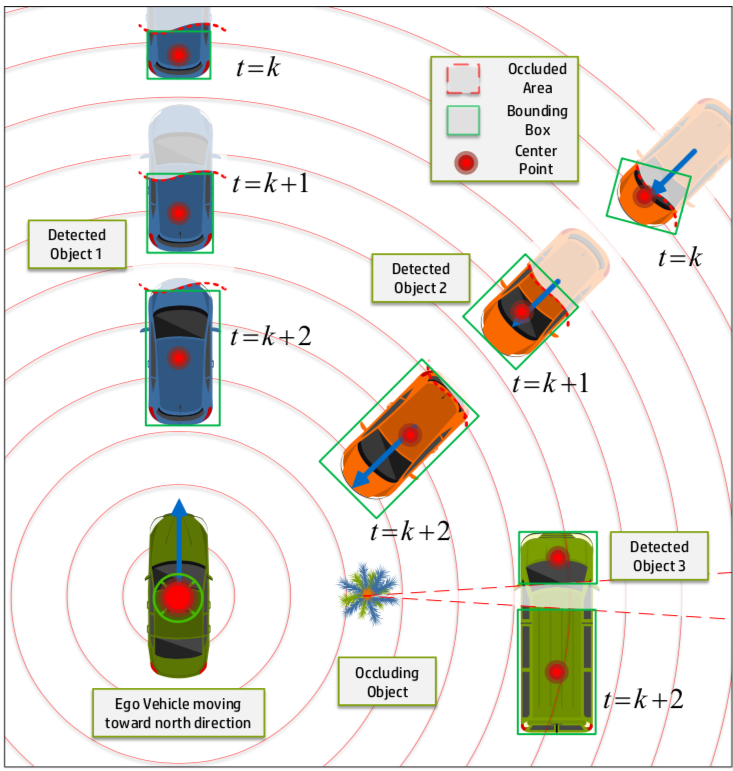 t=k
Occluded
Area
Bounding
Box
Center
Point
t=k+1
Detected
Object 1
t=k
Detected
Object 2
t=k+2
t=k+1
t=k+2
Detected
Object 3
Occluding
Object
Ego Vehicle moving
toward north direction
t=k+2